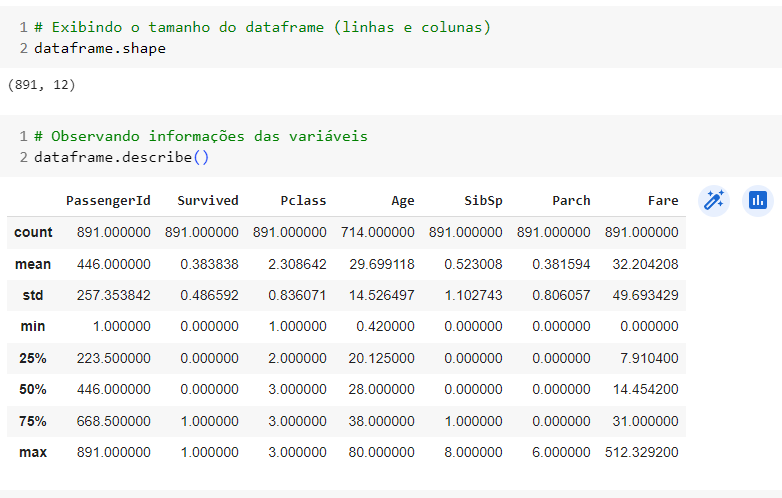 1 # Exibindo o tamanho do dataframe (linhas e colunas)
2 dataframe.shape
(891, 12)
1 # Observando informações das variáveis
2 dataframe.describe()
PassengerId Survived Pclass Age SibSp Parch Fare
count 891.000000 891.000000 891.000000 714.000000 891.000000 891.000000 891.000000
mean 446.000000 0.383838 2.308642 29.699118 0.523008 0.381594 32.204208
std 257.353842 0.486592 0.836071 14.526497 1.102743 0.806057 49.693429
min 1.000000 0.000000 1.000000 0.420000 0.000000 0.000000 0.000000
25% 223.500000 0.000000 2.000000 20.125000 0.000000 0.000000 7.910400
50% 446.000000 0.000000 3.000000 28.000000 0.000000 0.000000 14.454200
75% 668.500000 1.000000 3.000000 38.000000 1.000000 0.000000 31.000000
max 891.000000 1.000000 3.000000 80.000000 8.000000 6.000000 512.329200